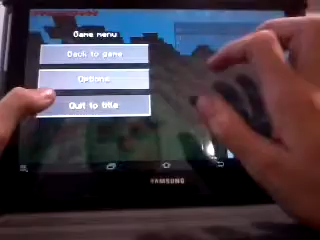 Game menu
Back to game
Options
Quit to title
SAMSUNG